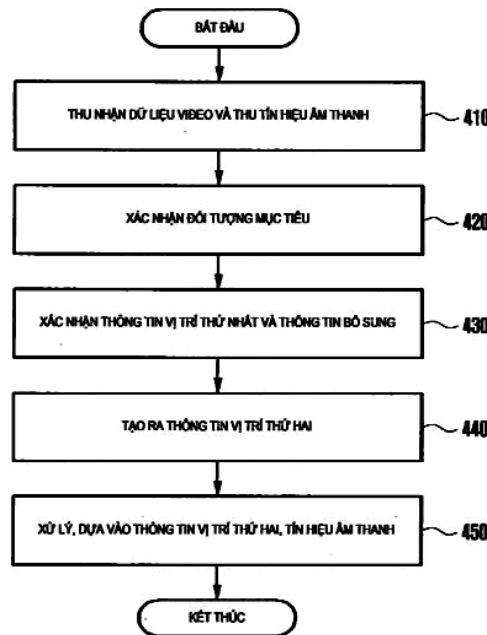 BẮT ĐẦU
THU NHẬN DỮ LIỆU VIDEO VÀ THU TÍN HIỆU ÂM THANH
410
XÁC NHẬN ĐỐI TƯỢNG MỤC TIÊU
420
XÁC NHẬN THÔNG TIN VỊ TRÍ THỨ NHẤT VÀ THÔNG TIN BỔ SUNG
430
TẠO RA THÔNG TIN VỊ TRÍ THỨ HAI
440
XỬ LÝ, DỰA VÀO THÔNG TIN VỊ TRÍ THỨ HAI, TÍN HIỆU ÂM THANH
450
KẾT THÚC